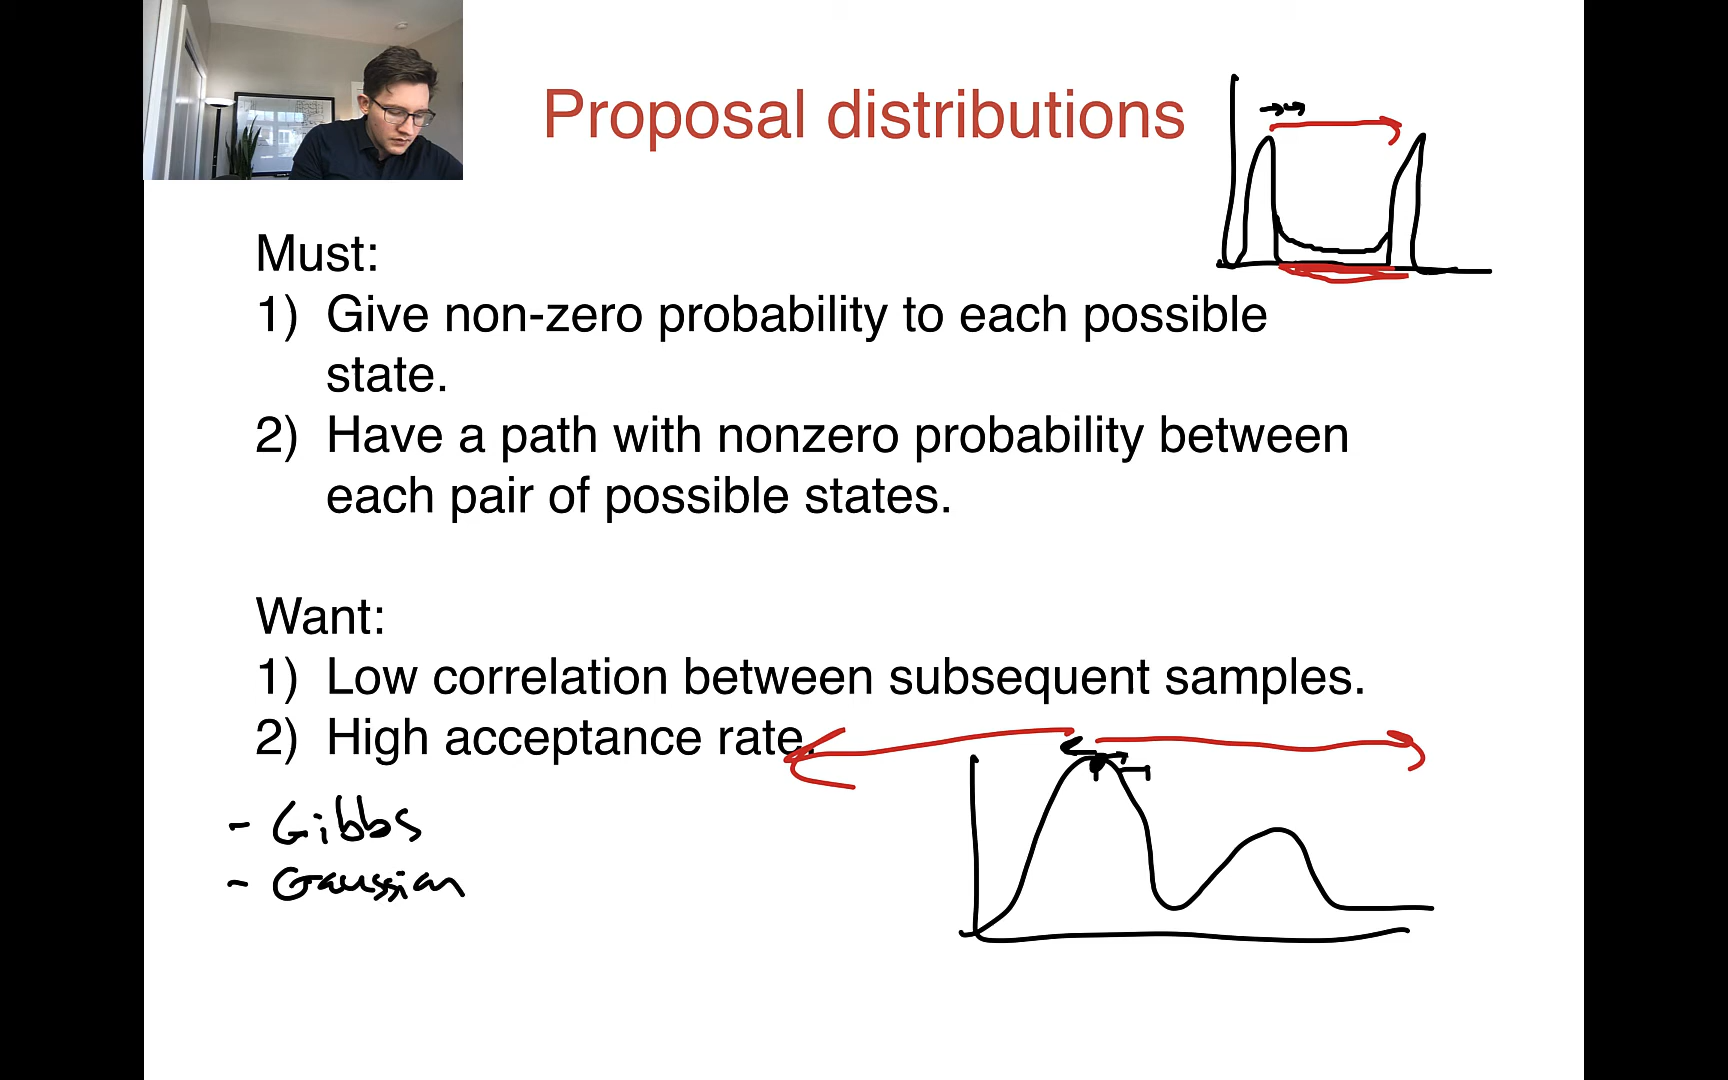 Proposal distributions
Must:
1) Give non-zero probability to each possible
state.
2) Have a path with nonzero probability between
each pair of possible states.
Want:
1) Low correlation between subsequent samples.
2) High acceptance rate.
- Gibbs
- Gaussian